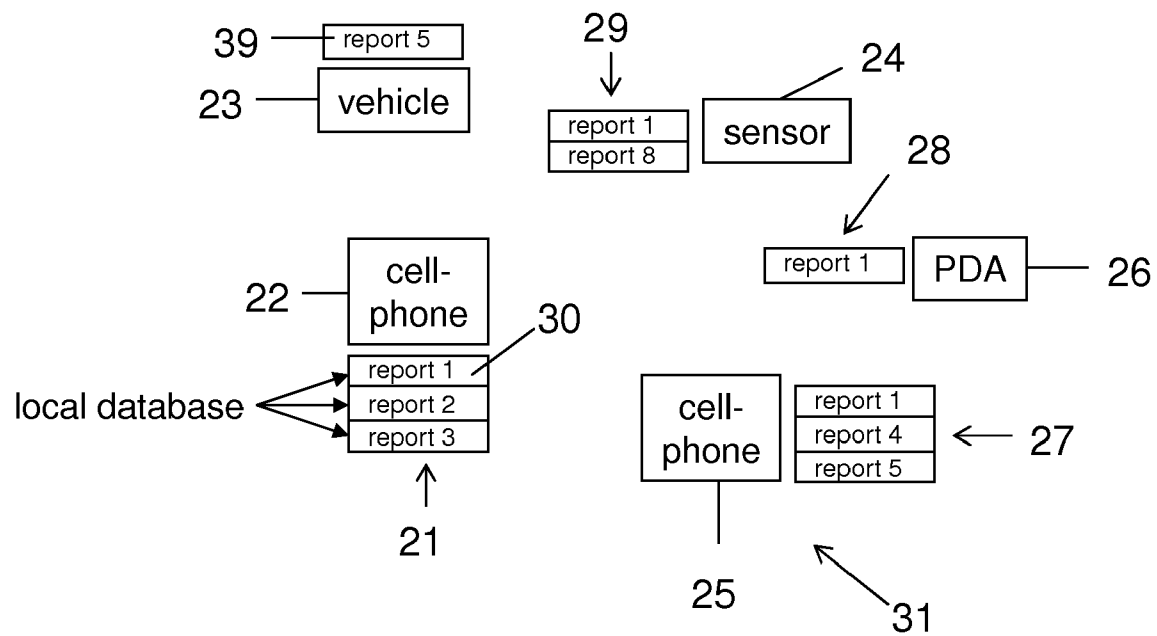 39
report 5
23
vehicle
29
24
report 1
report 8
sensor
28
report 1
PDA
26
22
cell-
phone
30
local database
report 1
report 2
report 3
21
cell-
phone
report 1
report 4
report 5
27
25
31